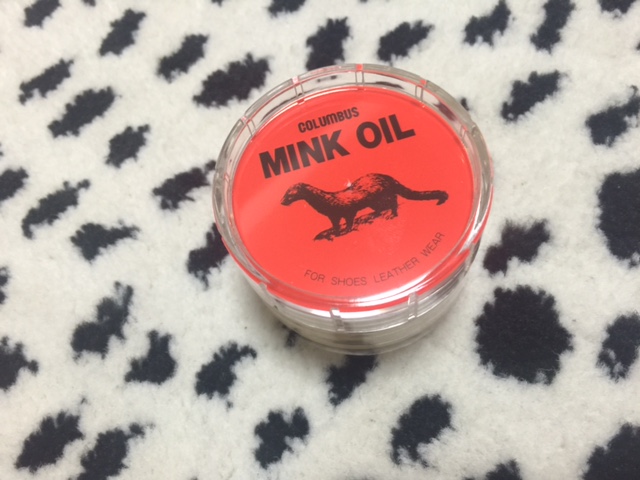 COLUMBUS
MINK OIL
FOR SHOES LEATHER WEAR